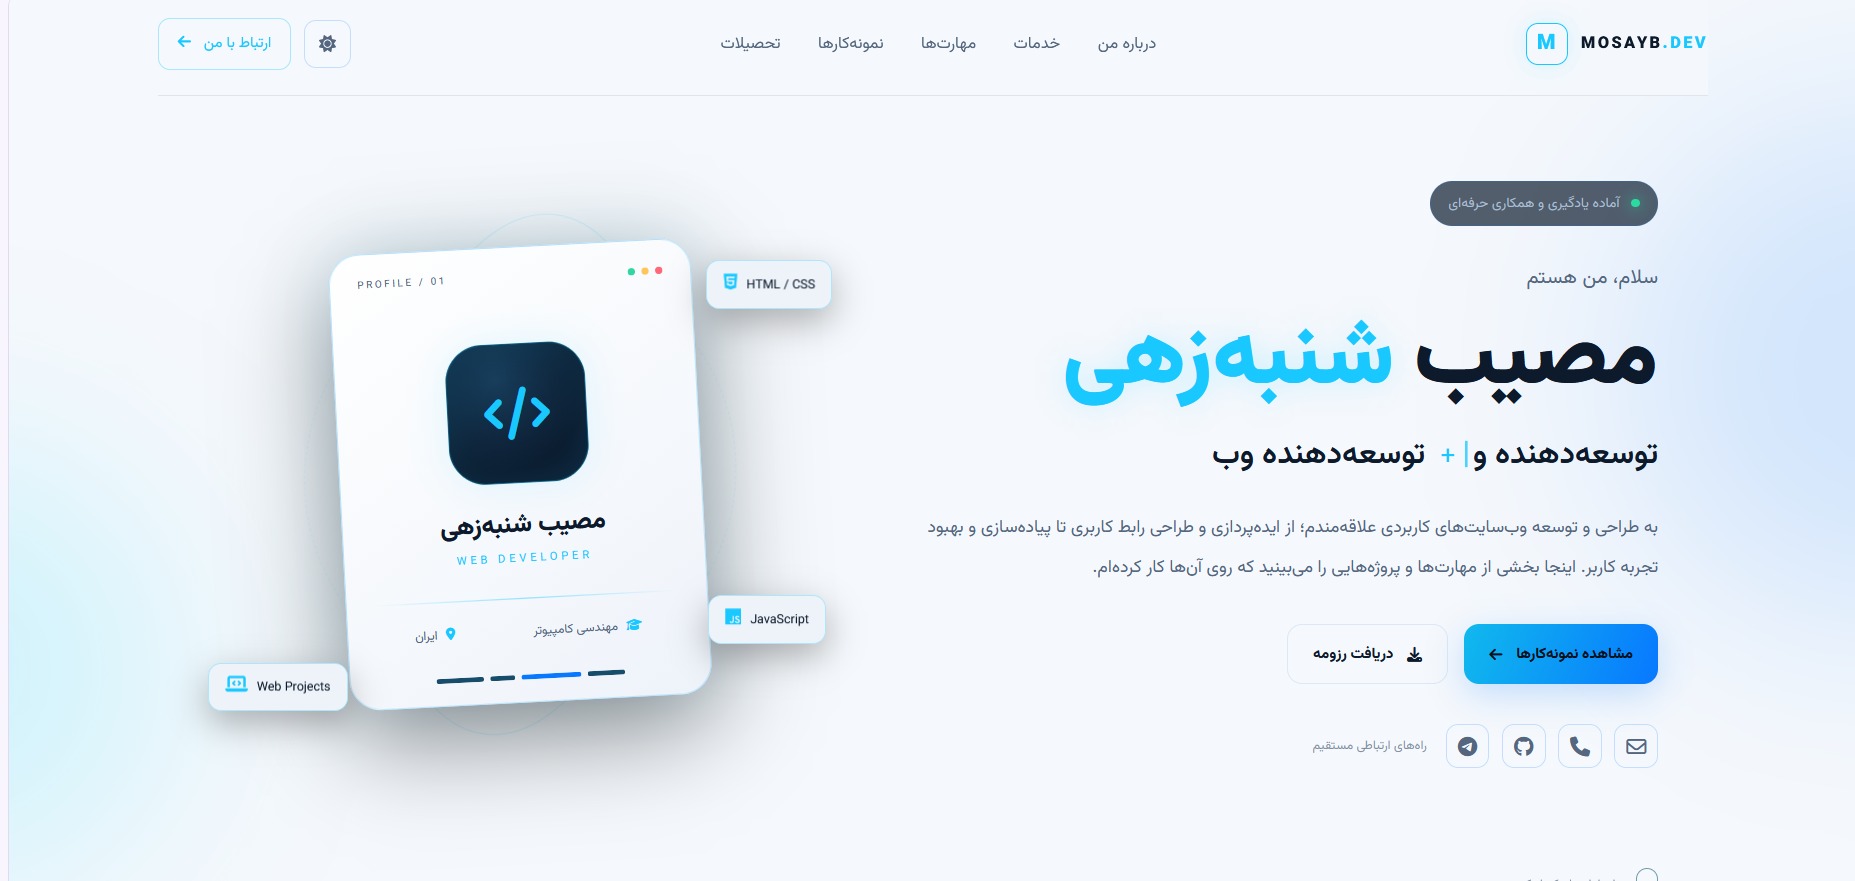 M MOSAYB.DEV
درباره من
خدمات
مهارت‌ها
نمونه‌کارها
تحصیلات
ارتباط با من
آماده یادگیری و همکاری حرفه‌ای
سلام، من هستم
مصیب شنبه‌زهی
توسعه‌دهنده و| + توسعه‌دهنده وب
به طراحی و توسعه وب‌سایت‌های کاربردی علاقه‌مندم؛ از ایده‌پردازی و طراحی رابط کاربری تا پیاده‌سازی و بهبود
تجربه کاربر. اینجا بخشی از مهارت‌ها و پروژه‌هایی را می‌بینید که روی آن‌ها کار کرده‌ام.
مشاهده نمونه‌کارها
دریافت رزومه
راه‌های ارتباطی مستقیم
PROFILE / 01
HTML / CSS
مصیب شنبه‌زهی
WEB DEVELOPER
مهندسی کامپیوتر
ایران
JS JavaScript
Web Projects